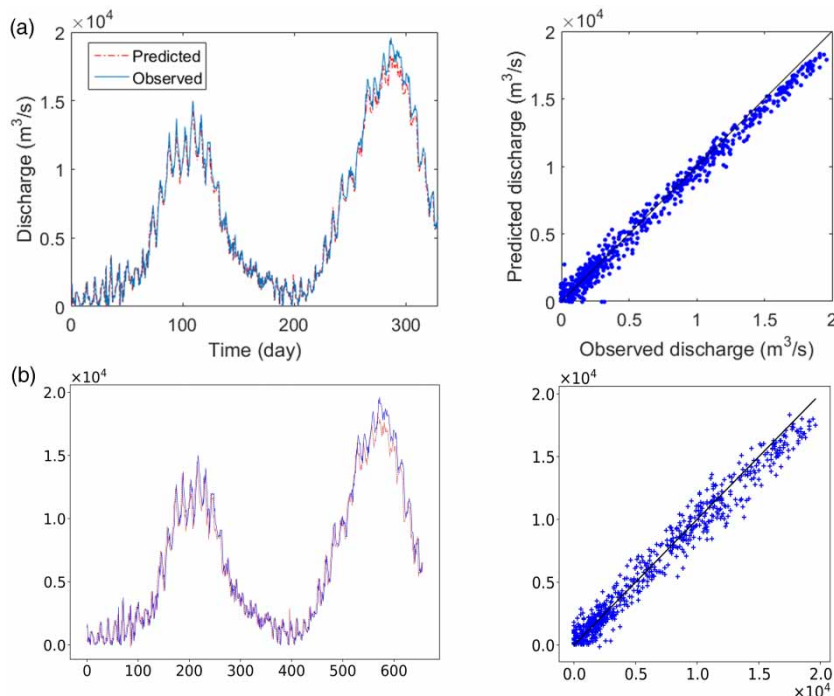 (a)
×10⁴
2
1.5
1
0.5
0
Discharge (m³/s)
Predicted
Observed
0 100 200 300
Time (day)
×10⁴
2
1.5
1
0.5
0
Predicted discharge (m³/s)
0 0.5 1 1.5 2
Observed discharge (m³/s)
(b)
×10⁴
2.0
1.5
1.0
0.5
0.0
0 100 200 300 400 500 600
×10⁴
2.0
1.5
1.0
0.5
0.0
0.0 0.5 1.0 1.5 2.0
×10⁴